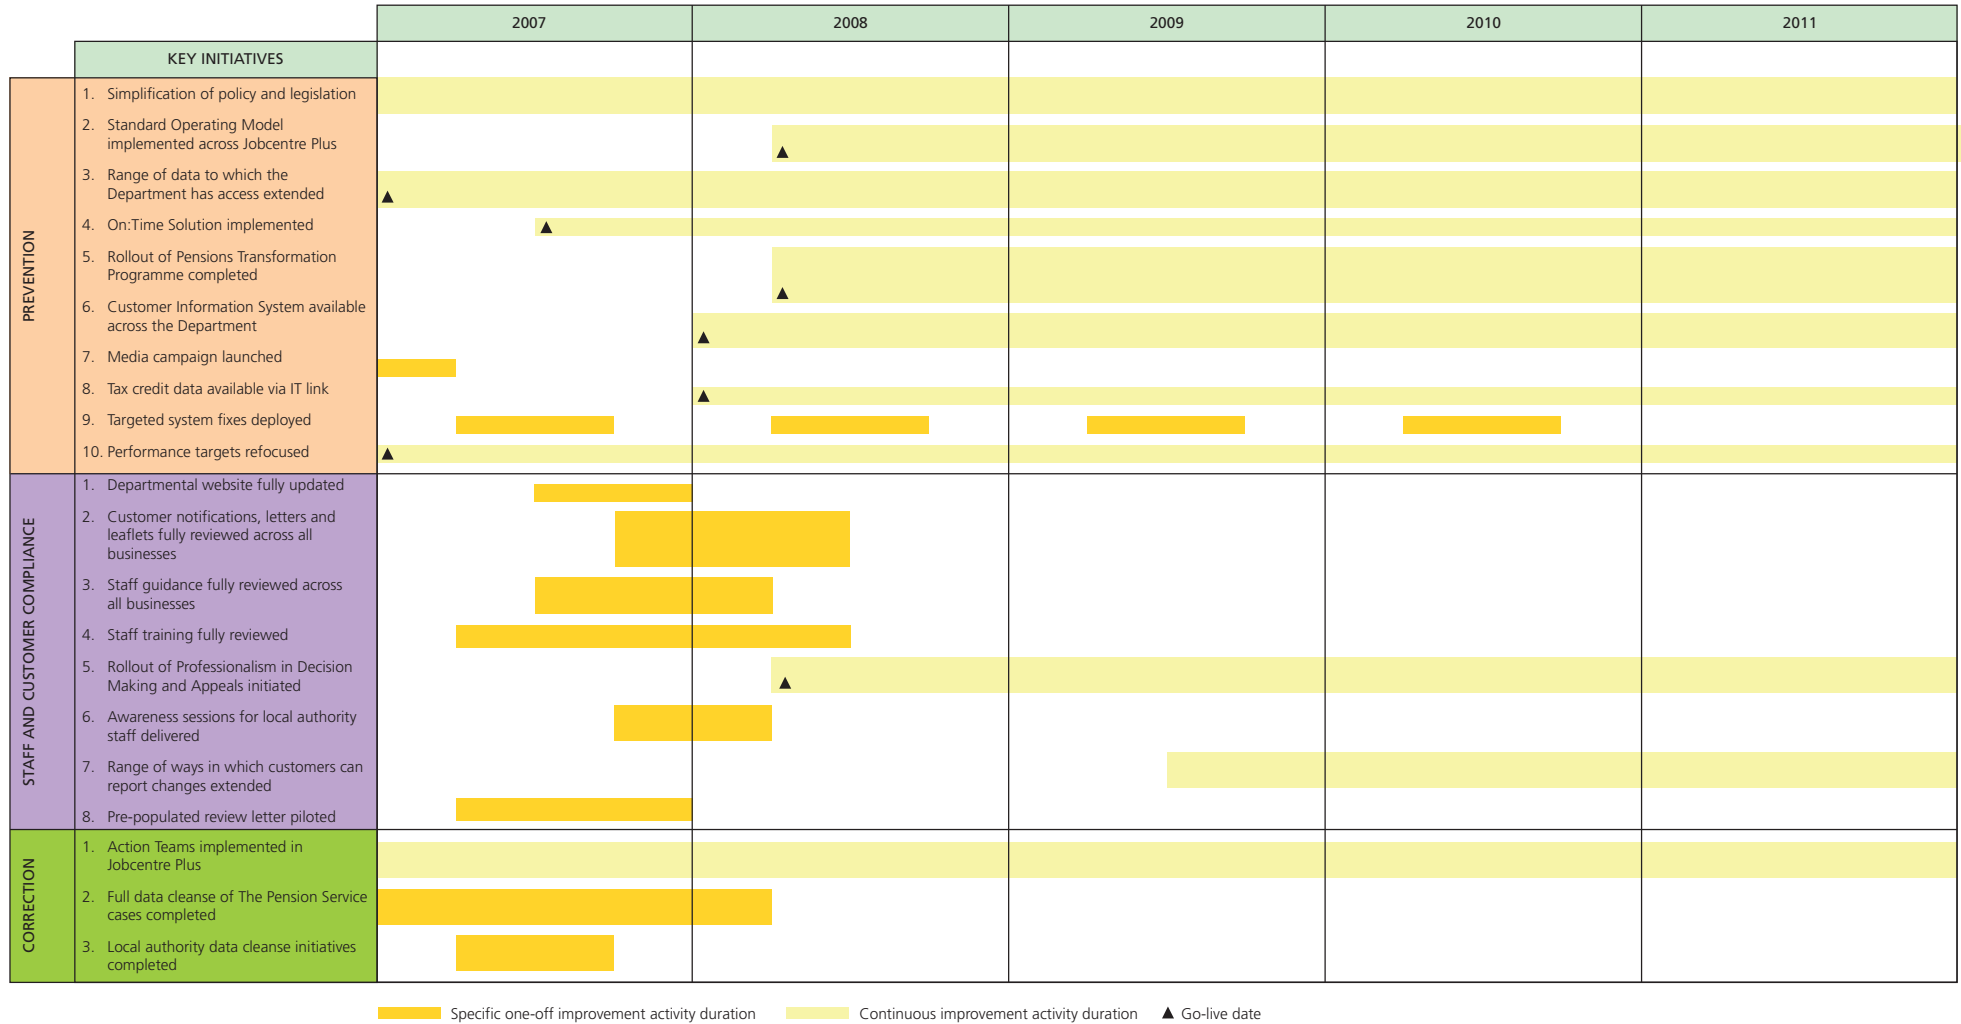 2007 2008 2009 2010 2011
KEY INITIATIVES
PREVENTION
1. Simplification of policy and legislation
2. Standard Operating Model
implemented across Jobcentre Plus
3. Range of data to which the
Department has access extended
4. On:Time Solution implemented
5. Rollout of Pensions Transformation
Programme completed
6. Customer Information System available
across the Department
7. Media campaign launched
8. Tax credit data available via IT link
9. Targeted system fixes deployed
10. Performance targets refocused
STAFF AND CUSTOMER COMPLIANCE
1. Departmental website fully updated
2. Customer notifications, letters and
leaflets fully reviewed across all
businesses
3. Staff guidance fully reviewed across
all businesses
4. Staff training fully reviewed
5. Rollout of Professionalism in Decision
Making and Appeals initiated
6. Awareness sessions for local authority
staff delivered
7. Range of ways in which customers can
report changes extended
8. Pre-populated review letter piloted
CORRECTION
1. Action Teams implemented in
Jobcentre Plus
2. Full data cleanse of The Pension Service
cases completed
3. Local authority data cleanse initiatives
completed
Specific one-off improvement activity duration Continuous improvement activity duration ▲ Go-live date